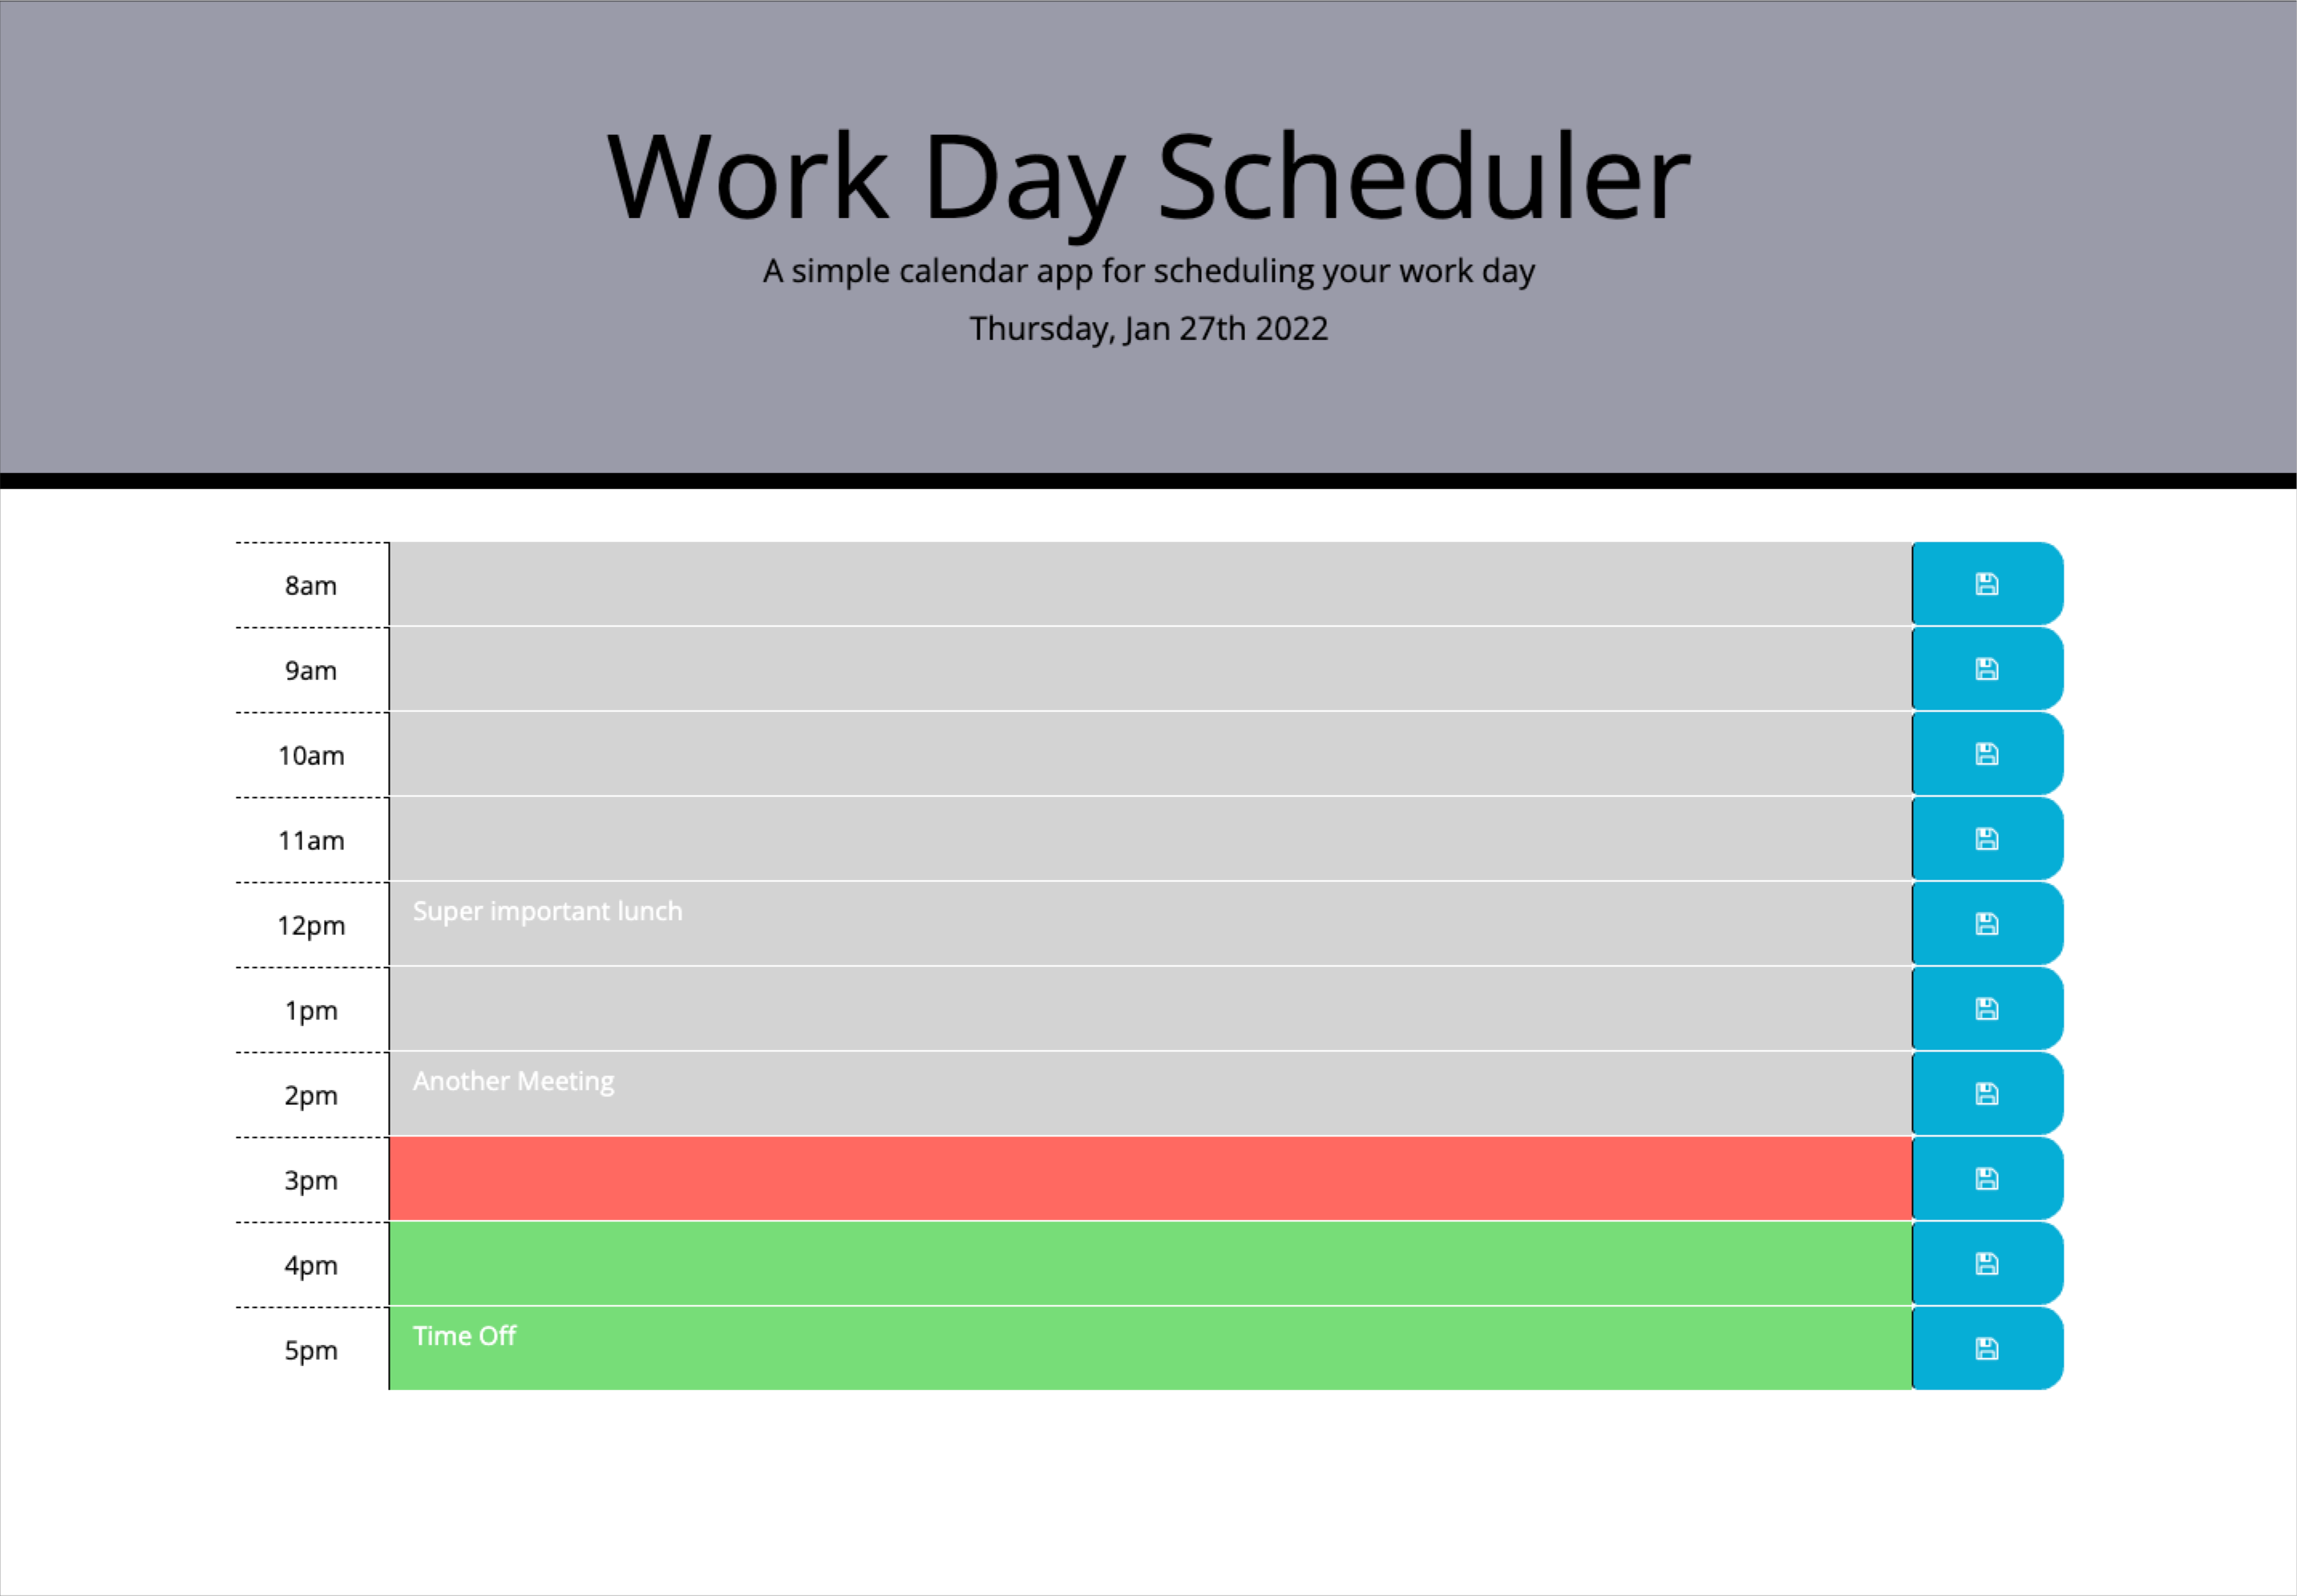 Work Day Scheduler
A simple calendar app for scheduling your work day
Thursday, Jan 27th 2022
8am
9am
10am
11am
12pm Super important lunch
1pm
2pm Another Meeting
3pm
4pm
5pm Time Off